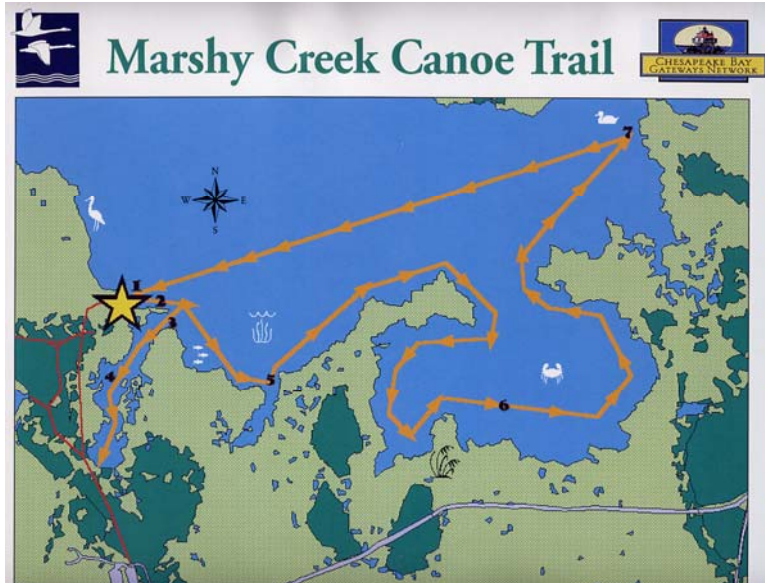 Marshy Creek Canoe Trail
CHESAPEAKE BAY
GATEWAYS NETWORK
N
W E
S
7
1
2
3
4
5
6